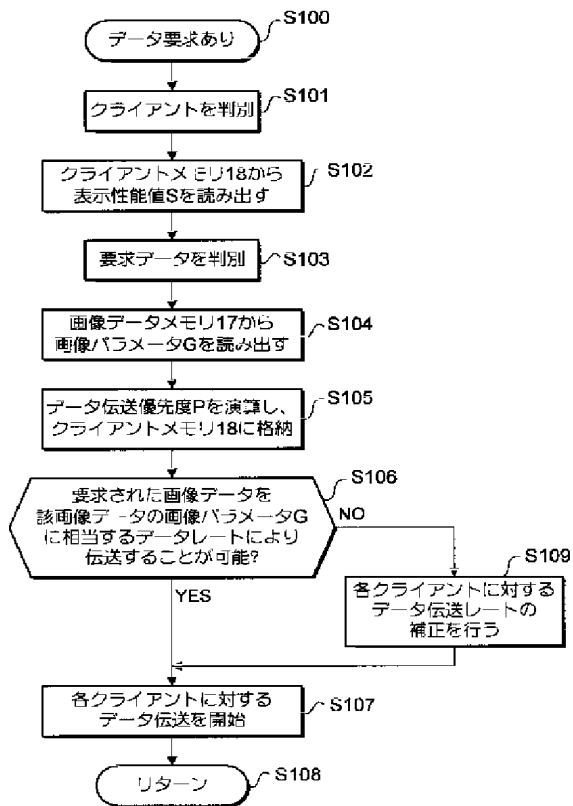 データ要求あり
S100
クライアントを判別
S101
クライアントメモリ18から
表示性能値Sを読み出す
S102
要求データを判別
S103
画像データメモリ17から
画像パラメータGを読み出す
S104
データ伝送優先度Pを演算し、
クライアントメモリ18に格納
S105
要求された画像データを
該画像データの画像パラメータG
に相当するデータレートにより
伝送することが可能?
S106
NO
YES
各クライアントに対する
データ伝送レートの
補正を行う
S109
各クライアントに対する
データ伝送を開始
S107
リターン
S108